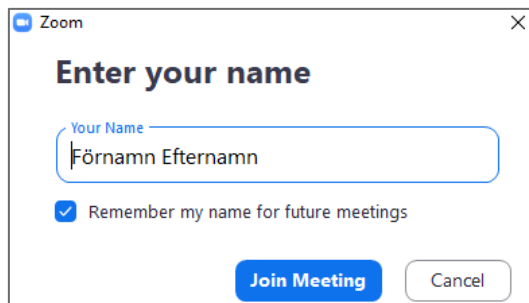 Zoom
Enter your name
Your Name
Förnamn Efternamn
Remember my name for future meetings
Join Meeting Cancel